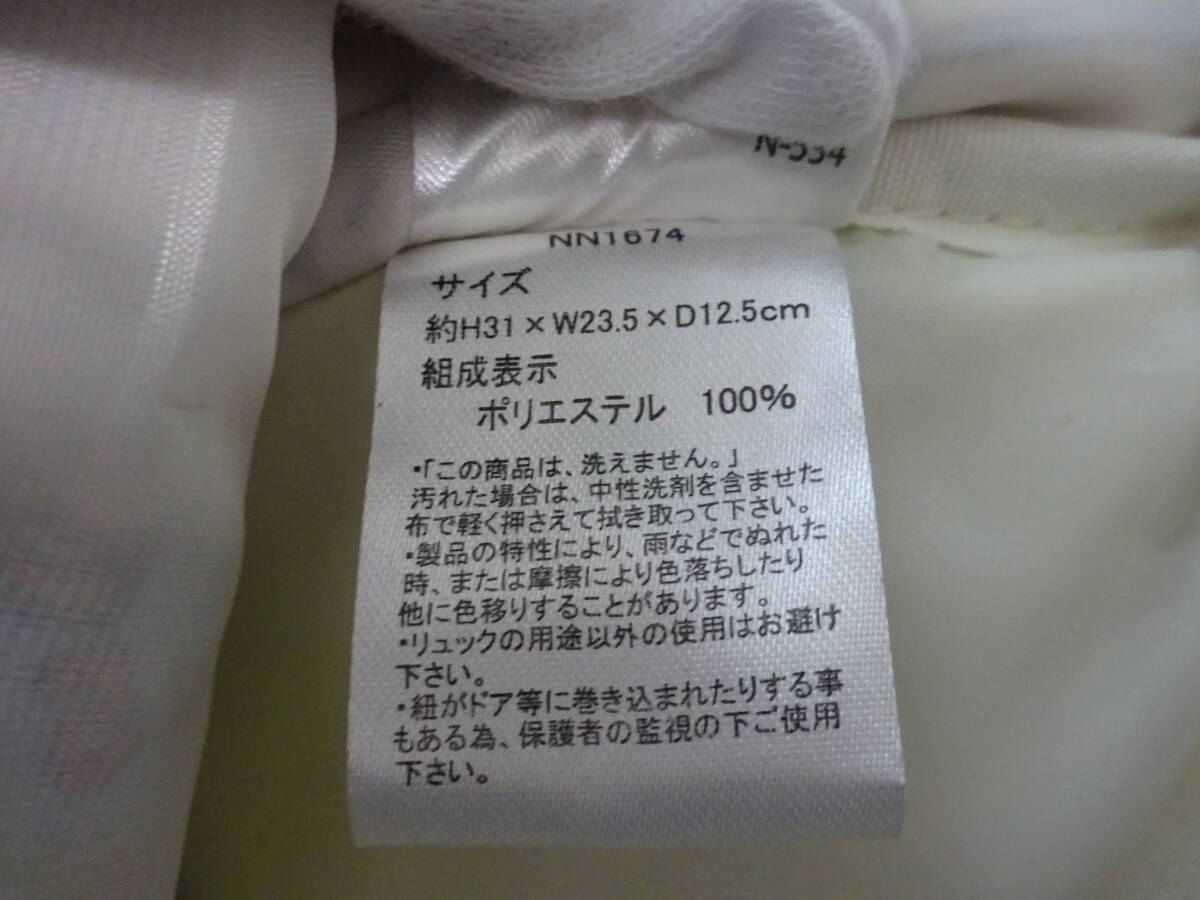 N-534
NN1674
サイズ
約H31×W23.5×D12.5cm
組成表示
ポリエステル 100%
・「この商品は、洗えません。」
汚れた場合は、中性洗剤を含ませた
布で軽く押さえて拭き取って下さい。
・製品の特性により、雨などでぬれた
時、または摩擦により色落ちしたり
他に色移りすることがあります。
・リュックの用途以外の使用はお避け
下さい。
・紐がドア等に巻き込まれたりする事
もある為、保護者の監視の下ご使用
下さい。